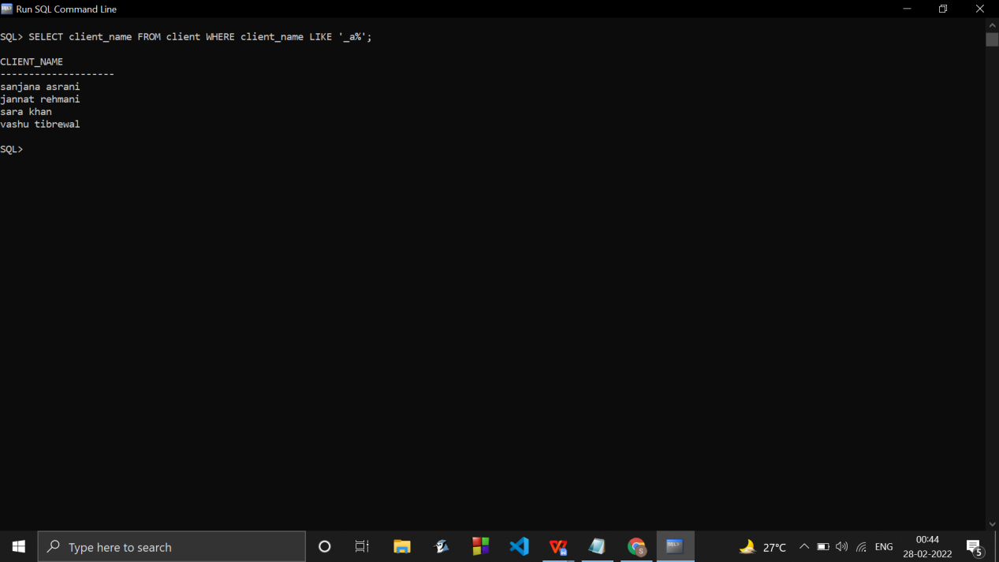 Run SQL Command Line
SQL> SELECT client_name FROM client WHERE client_name LIKE '_a%';
CLIENT_NAME
--------------------
sanjana asrani
jannat rehmani
sara khan
vashu tibrewal
SQL>
Type here to search
27°C
ENG
00:44
28-02-2022
5